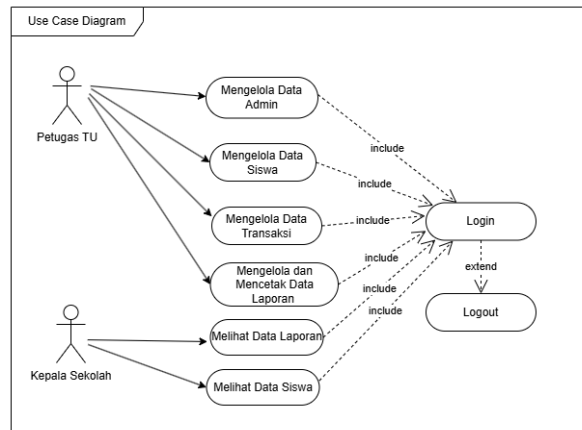 Use Case Diagram
Petugas TU
Mengelola Data
Admin
include
Mengelola Data
Siswa
include
Mengelola Data
Transaksi
include
Login
Mengelola dan
Mencetak Data
Laporan
include
extend
Logout
Kepala Sekolah
Melihat Data Laporan
include
Melihat Data Siswa
include